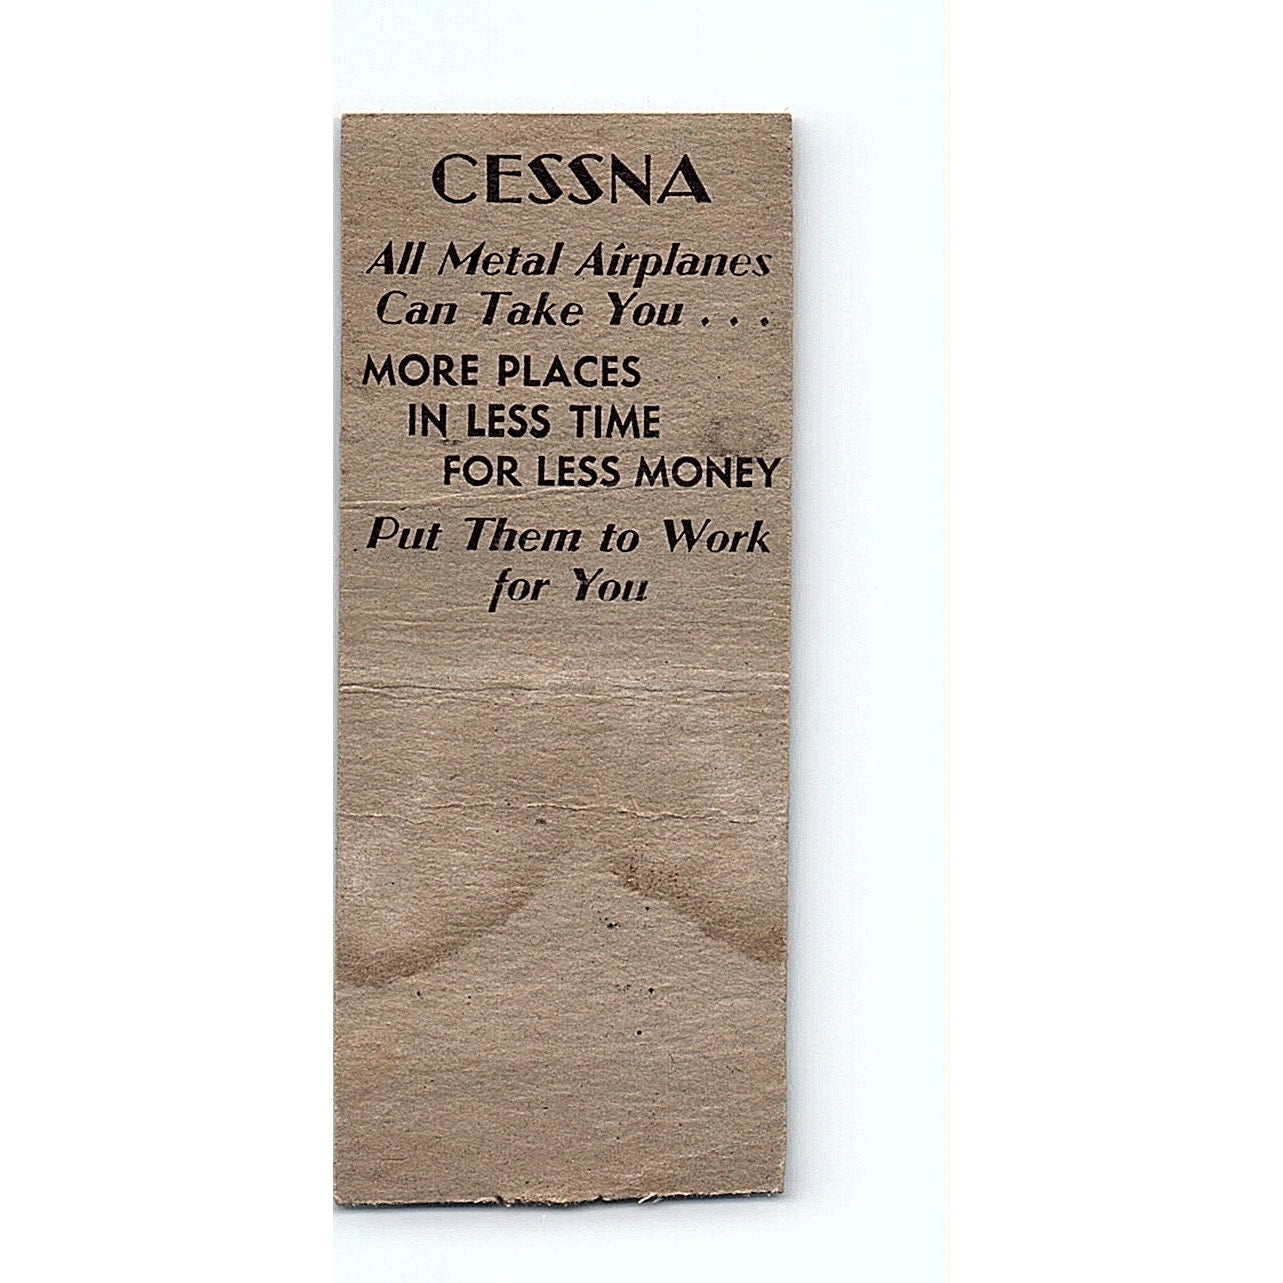 CESSNA
All Metal Airplanes
Can Take You . . .
MORE PLACES
IN LESS TIME
FOR LESS MONEY
Put Them to Work
for You